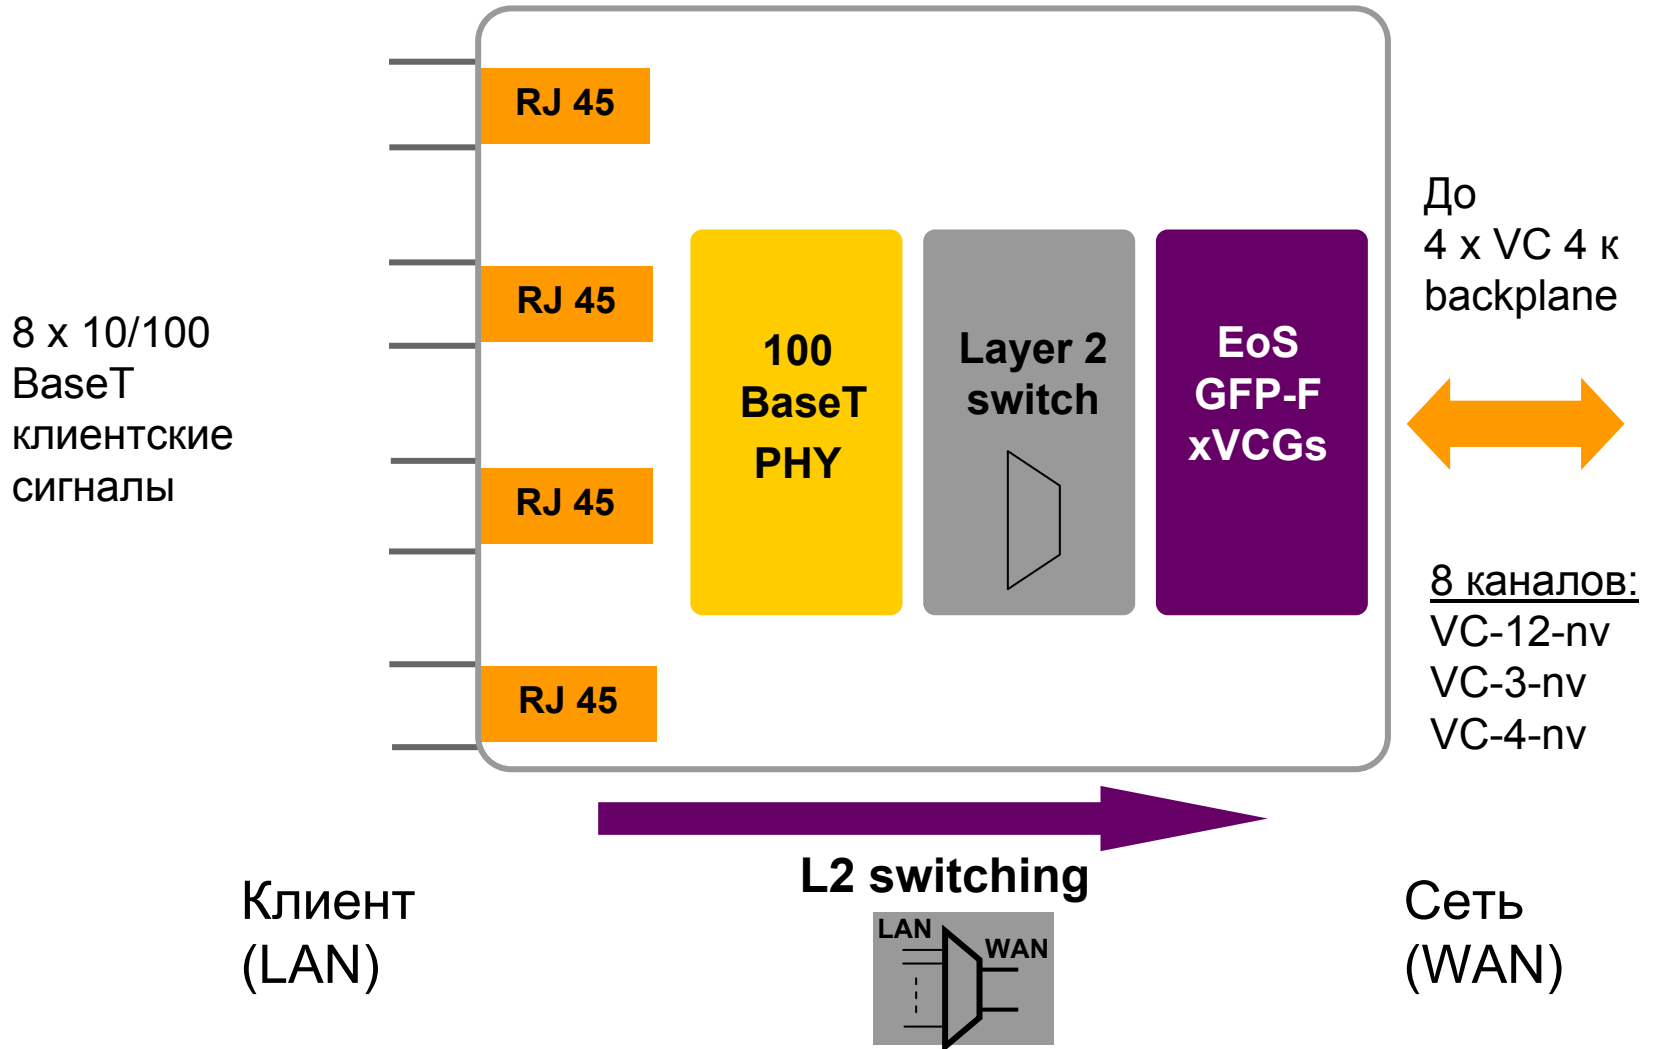 8 x 10/100
BaseT
клиентские
сигналы
RJ 45
RJ 45
RJ 45
RJ 45
100
BaseT
PHY
Layer 2
switch
EoS
GFP-F
xVCGs
До
4 x VC 4 к
backplane
8 каналов:
VC-12-nv
VC-3-nv
VC-4-nv
L2 switching
LAN
WAN
Клиент
(LAN)
Сеть
(WAN)